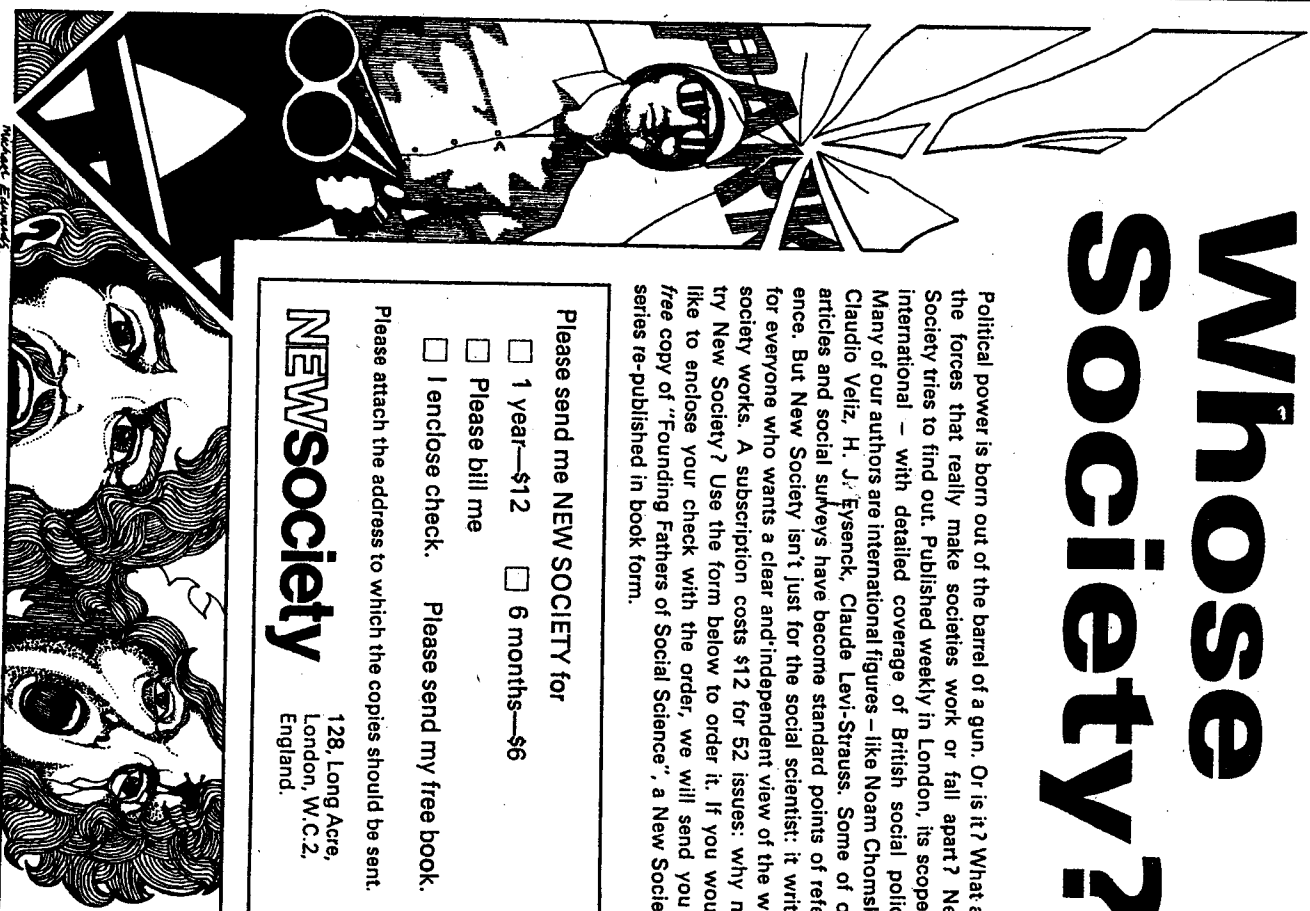 Whose
Society?
Political power is born out of the barrel of a gun. Or is it? What a
the forces that really make societies work or fall apart? Ne
Society tries to find out. Published weekly in London, its scope
international – with detailed coverage of British social polic
Many of our authors are international figures – like Noam Chomsk
Claudio Veliz, H. J. Eysenck, Claude Levi-Strauss. Some of o
articles and social surveys have become standard points of refe
ence. But New Society isn't just for the social scientist: it writ
for everyone who wants a clear and independent view of the w
society works. A subscription costs $12 for 52 issues: why n
try New Society? Use the form below to order it. If you wou
like to enclose your check with the order, we will send you
free copy of "Founding Fathers of Social Science", a New Socie
series re-published in book form.
Please send me NEW SOCIETY for
1 year—$12 6 months—$6
Please bill me
I enclose check. Please send my free book.
Please attach the address to which the copies should be sent.
NEWSociety
128, Long Acre,
London, W.C.2,
England.
Michael Edwards